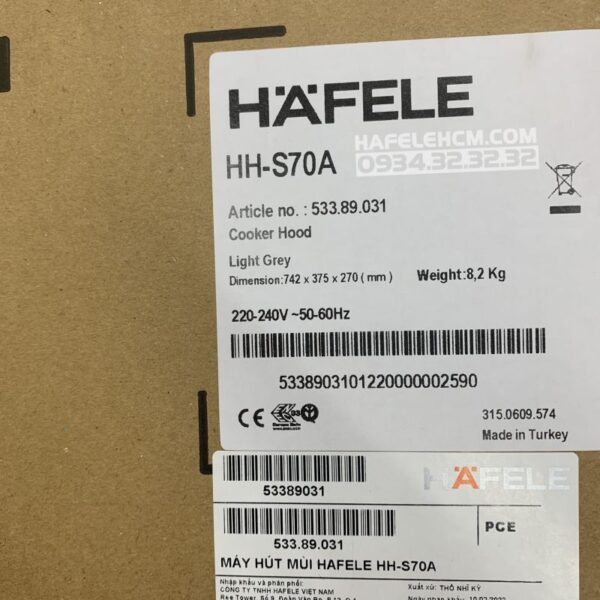 HÄFELE
HAFELEHCM.COM
0934.32.32.32
HH-S70A
Article no. : 533.89.031
Cooker Hood
Light Grey
Dimension:742 x 375 x 270 ( mm ) Weight:8,2 Kg
220-240V ~50-60Hz
5338903101220000002590
CE
315.0609.574
Made in Turkey
HÄFELE
53389031
533.89.031
PCE
MÁY HÚT MÙI HAFELE HH-S70A
Nhập khẩu và phân phối:
CÔNG TY TNHH HAFELE VIỆT NAM
Xuất xứ: THỔ NHĨ KỲ